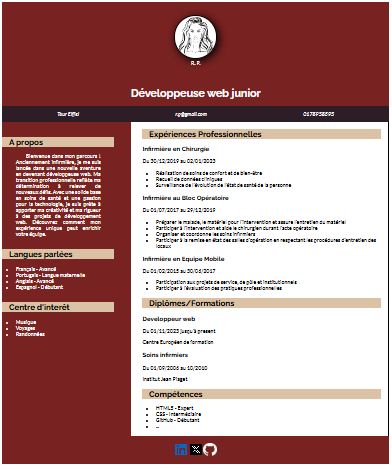 R. R.
Développeuse web junior
Tour Eiffel
r.g@gmail.com
0178958595
A propos
Bienvenue dans mon parcours !
Anciennement infirmière, je me suis
lancée dans une nouvelle aventure
en devenant développeuse web. Ma
transition professionnelle reflète ma
détermination à relever de
nouveaux défis. Avec une solide base
en soins de santé et une passion
pour la technologie, je suis prête à
apporter ma créativité et ma rigueur
à des projets de développement
web. Découvrez comment mon
expérience unique peut enrichir
votre équipe.
Langues parlées
Français - Avancé
Portugais - Langue maternelle
Anglais - Avancé
Espagnol - Débutant
Centre d'interêt
Musique
Voyages
Randonnées
Expériences Professionnelles
Infirmière en Chirurgie
Du 30/12/2019 au 02/01/2023
Réalisation de soins de confort et de bien-être
Recueil de données cliniques
Surveillance de l'évolution de l'état de santé de la personne
Infirmière au Bloc Opératoire
Du 01/07/2017 au 29/12/2019
Préparer le malade, le matériel pour l'intervention et assure l'entretien du matériel
Participer à l'intervention et aide le chirurgien durant l'acte opératoire
Organiser et coordonne les soins infirmiers
Participer à la remise en état des salles d'opération en respectant les procédures d'entretien des
locaux
Infirmière en Equipe Mobile
Du 01/02/2015 au 30/06/2017
Participation aux projets de service, de pôle et institutionnels
Participer à l'évaluation des pratiques professionnelles
Diplômes/Formations
Developpeur web
Du 01/11/2023 jusqu'à present
Centre Européen de formation
Soins infirmiers
Du 01/09/2006 au 10/2010
Institut Jean Piaget
Compétences
HTML5 - Expert
CSS - Intermédiaire
GitHub - Débutant
...